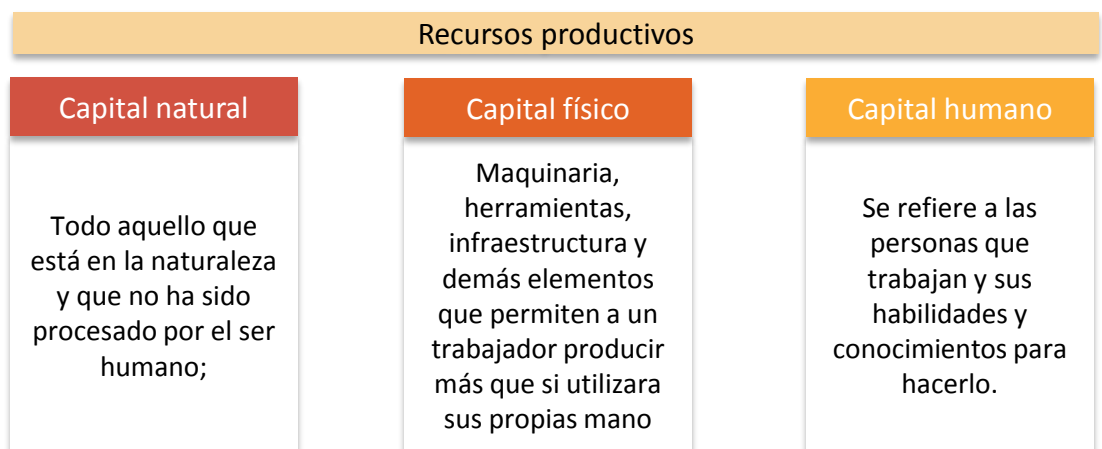 Recursos productivos
Capital natural
Todo aquello que
está en la naturaleza
y que no ha sido
procesado por el ser
humano;
Capital físico
Maquinaria,
herramientas,
infraestructura y
demás elementos
que permiten a un
trabajador producir
más que si utilizara
sus propias mano
Capital humano
Se refiere a las
personas que
trabajan y sus
habilidades y
conocimientos para
hacerlo.